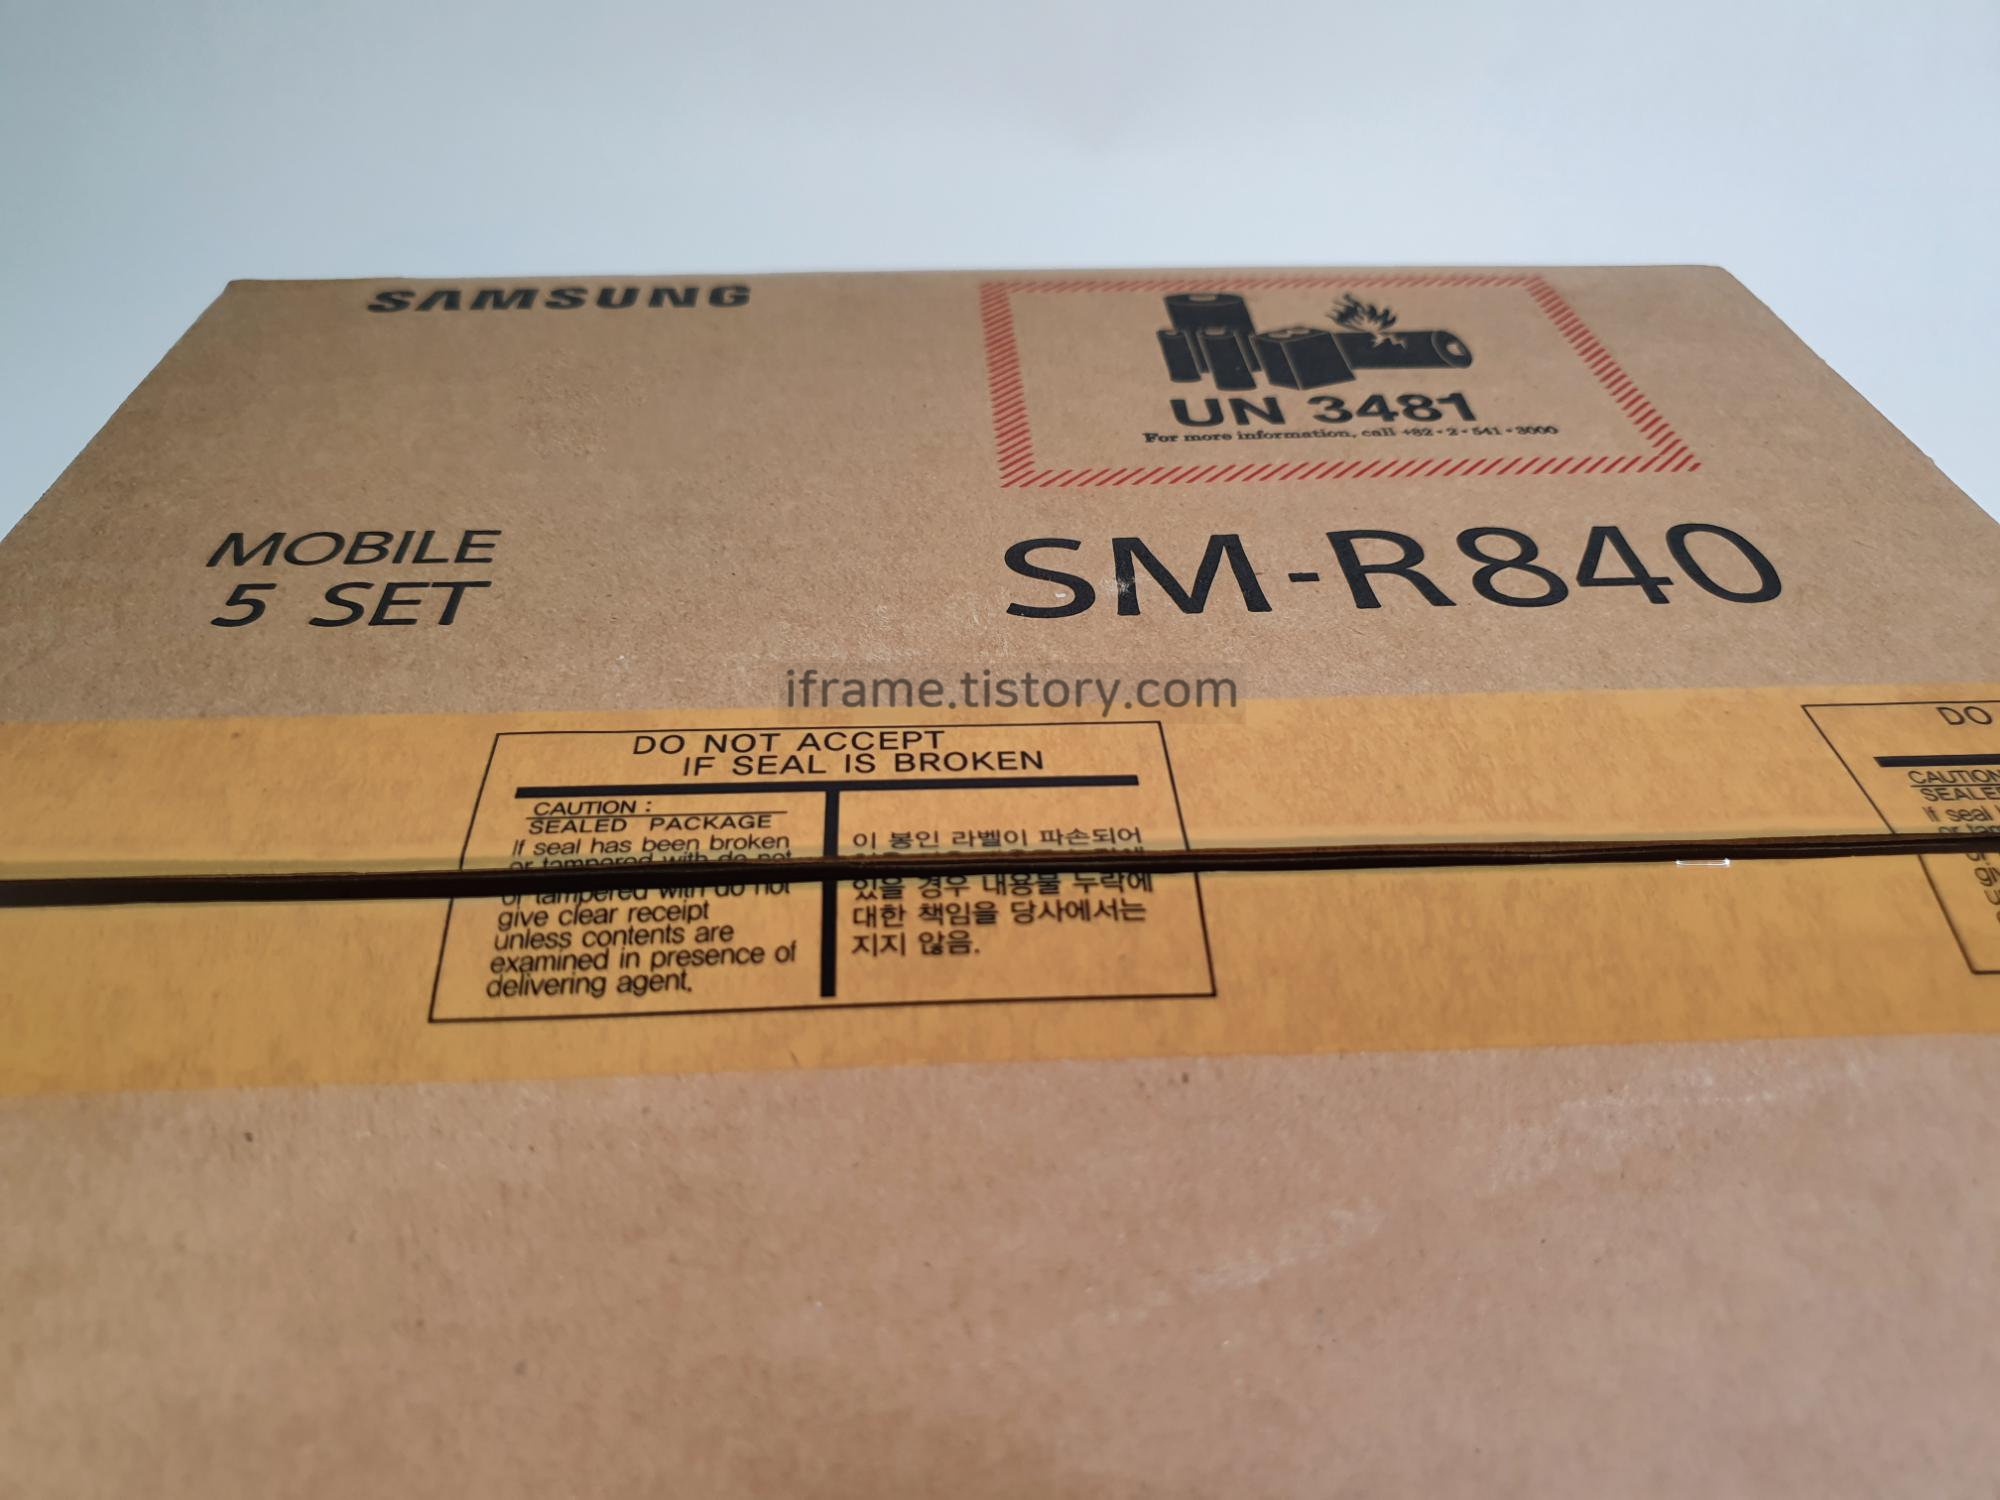 SAMSUNG
UN 3481
For more information, call +82-2-541-3000
MOBILE
5 SET
SM-R840
iframe.tistory.com
DO NOT ACCEPT
IF SEAL IS BROKEN
CAUTION :
SEALED PACKAGE
If seal has been broken
or tampered with do not
give clear receipt
unless contents are
examined in presence of
delivering agent.
이 봉인 라벨이 파손되어
있을 경우 내용물 누락에
대한 책임을 당사에서는
지지 않음.
DO
CAUTION
SEALE
If seal